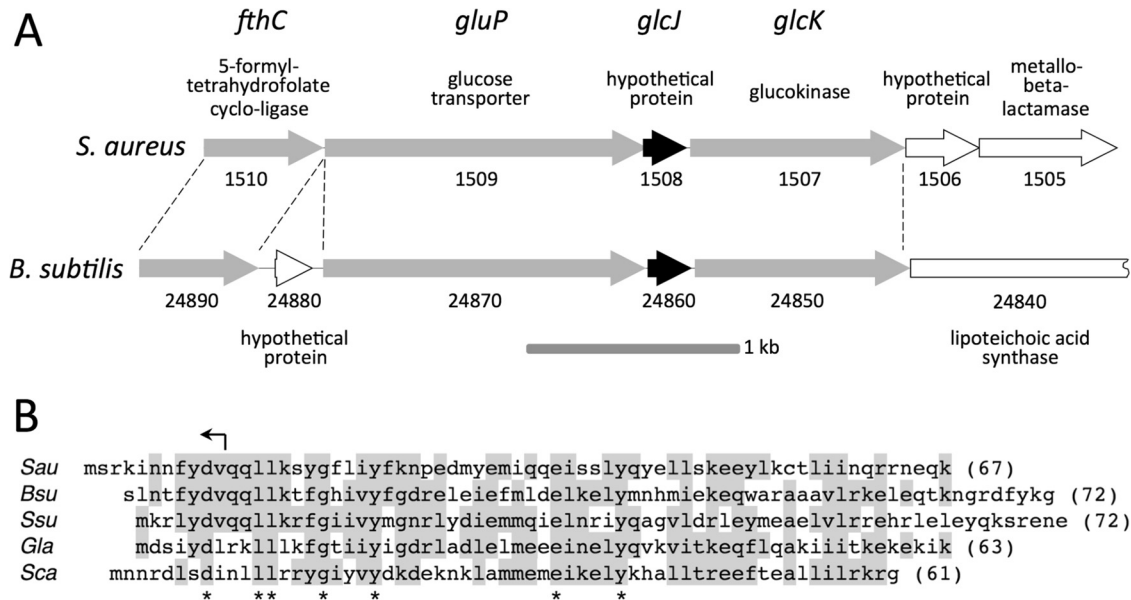 A
fthC gluP glcJ glcK
5-formyl-
tetrahydrofolate
cyclo-ligase
glucose
transporter
hypothetical
protein
glucokinase
hypothetical
protein
metallo-
beta-
lactamase
S. aureus
1510 1509 1508 1507 1506 1505
B. subtilis
24890 24880 24870 24860 24850 24840
hypothetical
protein
1 kb
lipoteichoic acid
synthase
B
Sau msrkinnfydvqqllksygfliyfknpedmyemiqqeisslyqyellskeeylkctliinqrrneqk (67)
Bsu slntfydvqqllktfghivyfgdreleiefmldelkelymnhmiekeqwaraaavlrkeleqtkngrdfykg (72)
Ssu mkrlydvqqllkrfgiivymgnrlydiemmqielnriyqagvldrleymeaelvlrrehrleleyqksrene (72)
Gla mdsiydlrklllkfgtiiyigdrladlelmeeeinelyqvkvitkeqflqakiiitkekekik (63)
Sca mnnrdlsdinlllrrygiyvydkdeknklammemeikelykhalltreefteallilrkrg (61)
* ** * * * *